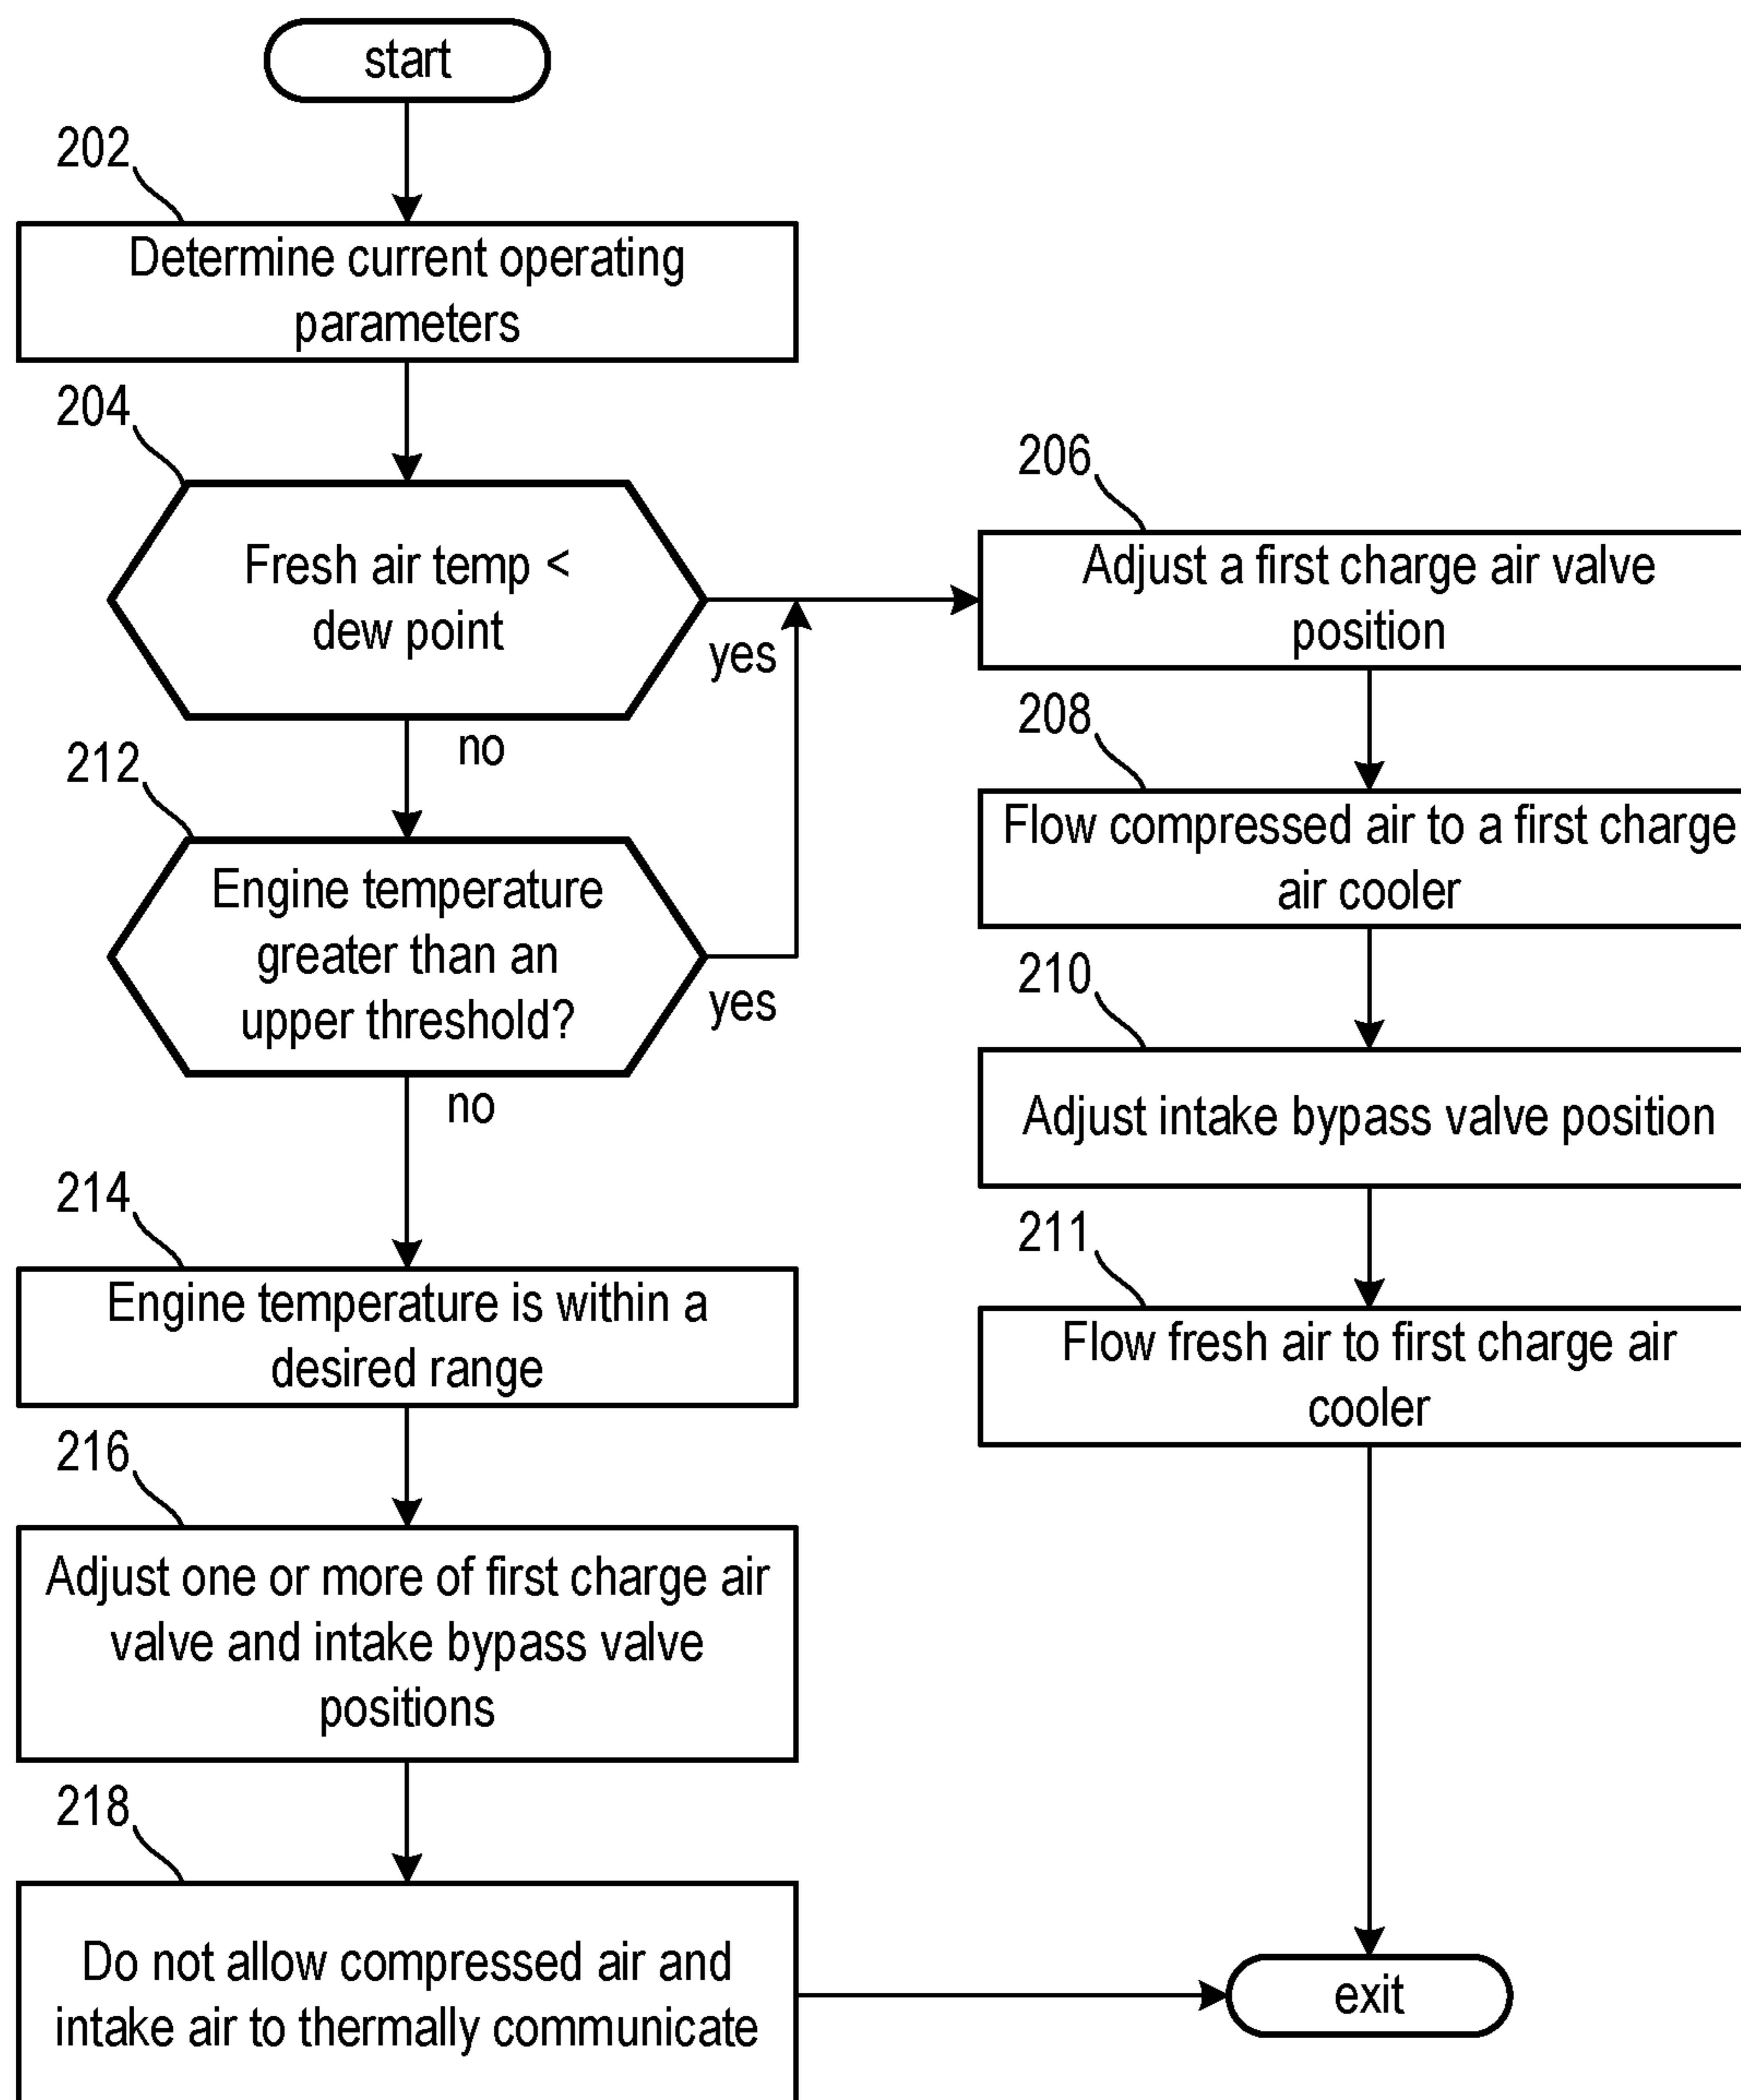 start
202
Determine current operating
parameters
204
Fresh air temp <
dew point
yes
no
212
Engine temperature
greater than an
upper threshold?
yes
no
214
Engine temperature is within a
desired range
216
Adjust one or more of first charge air
valve and intake bypass valve
positions
218
Do not allow compressed air and
intake air to thermally communicate
206
Adjust a first charge air valve
position
208
Flow compressed air to a first charge
air cooler
210
Adjust intake bypass valve position
211
Flow fresh air to first charge air
cooler
exit